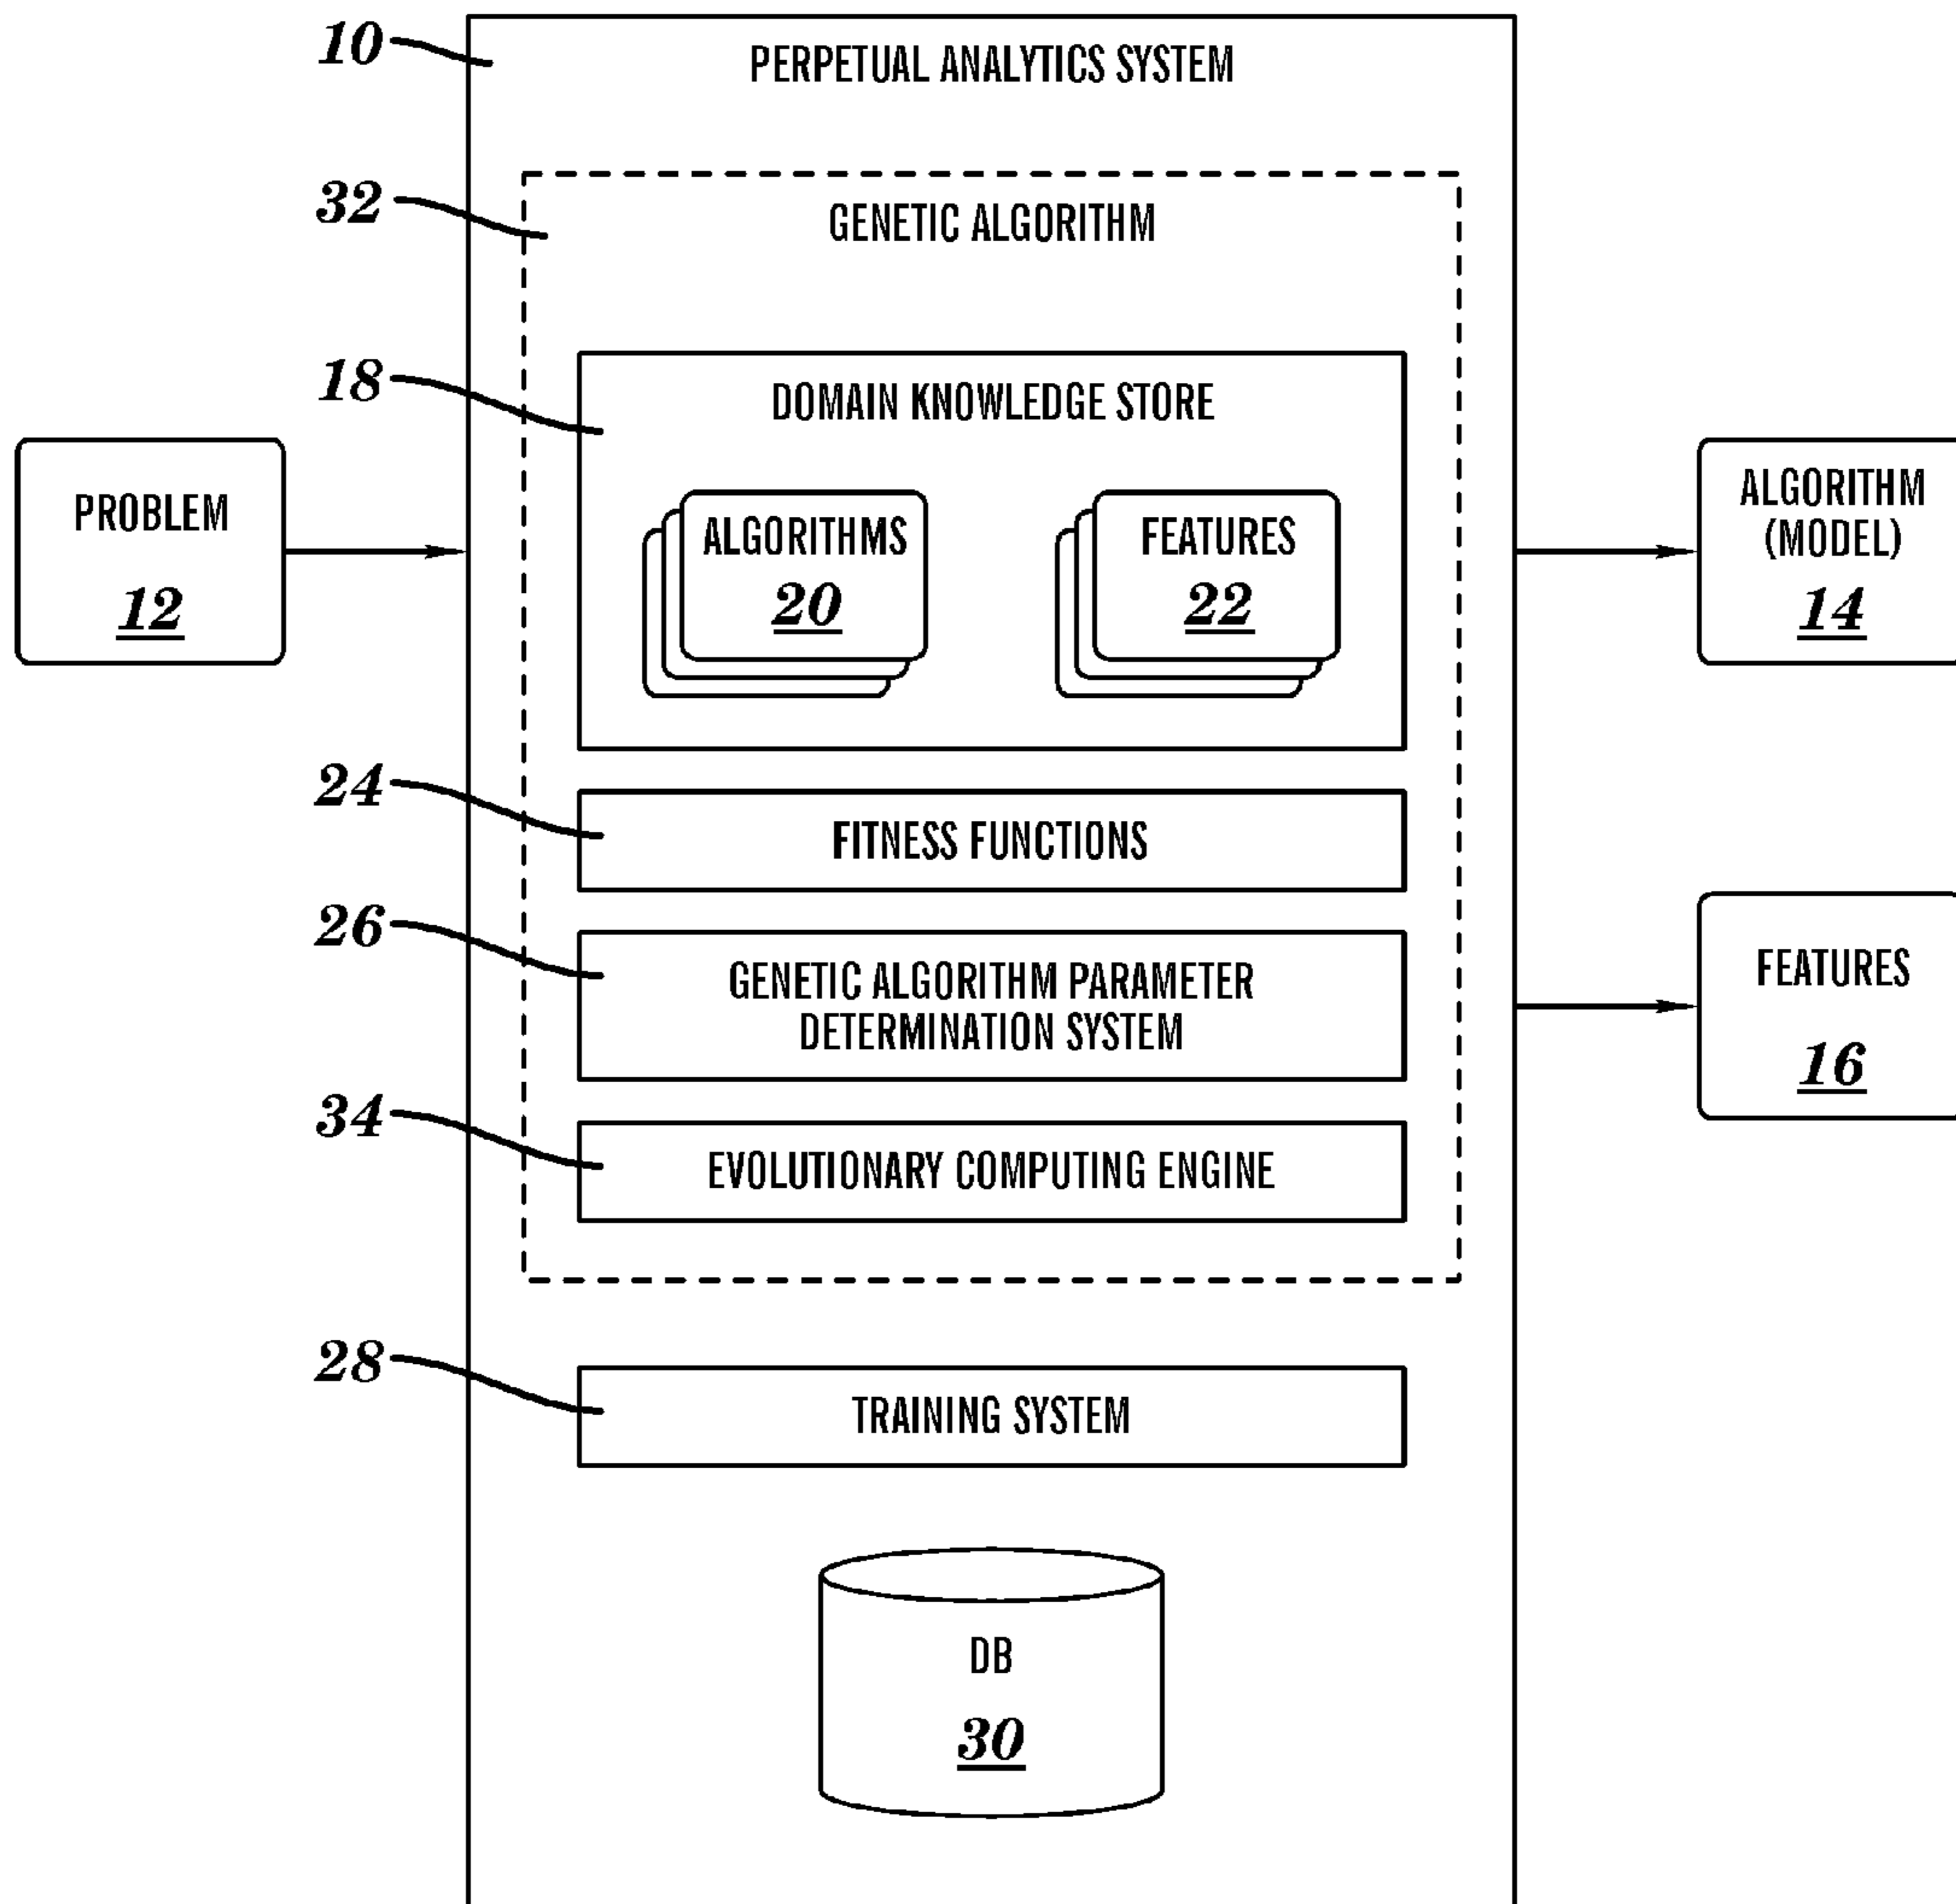 10
PERPETUAL ANALYTICS SYSTEM
32
GENETIC ALGORITHM
18
DOMAIN KNOWLEDGE STORE
PROBLEM
12
ALGORITHMS
20
FEATURES
22
ALGORITHM
(MODEL)
14
24
FITNESS FUNCTIONS
26
GENETIC ALGORITHM PARAMETER
DETERMINATION SYSTEM
FEATURES
16
34
EVOLUTIONARY COMPUTING ENGINE
28
TRAINING SYSTEM
DB
30